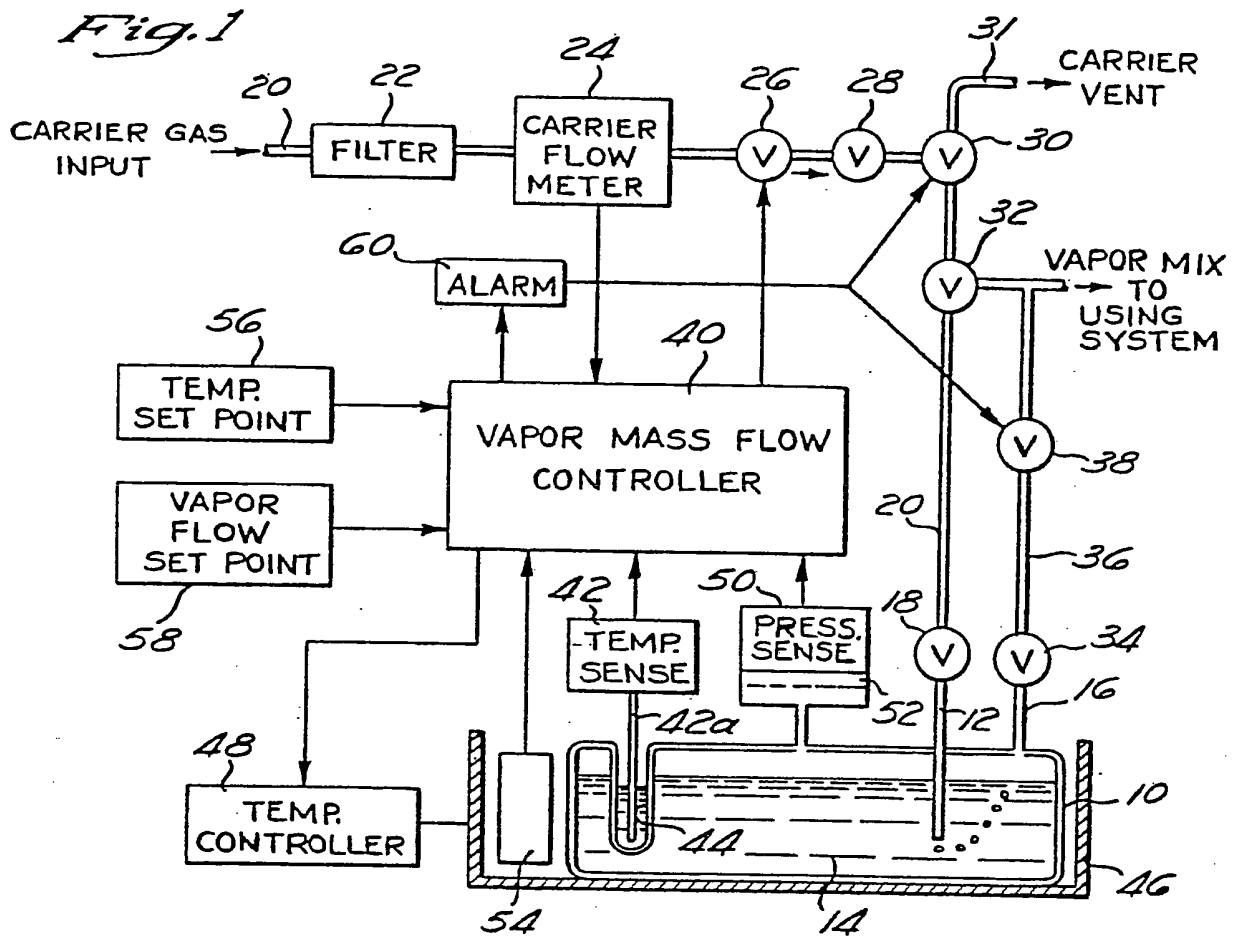 Fig. 1
31
24
CARRIER
VENT
20
22
26
28
CARRIER GAS
INPUT
FILTER
CARRIER
FLOW
METER
V
V
V
30
32
60
ALARM
V
VAPOR MIX
TO
USING
SYSTEM
56
40
TEMP.
SET POINT
VAPOR MASS FLOW
CONTROLLER
V
38
VAPOR
FLOW
SET POINT
20
36
58
42
50
18
34
TEMP.
SENSE
PRESS.
SENSE
V
V
52
12
16
42a
48
TEMP.
CONTROLLER
10
44
46
54
14